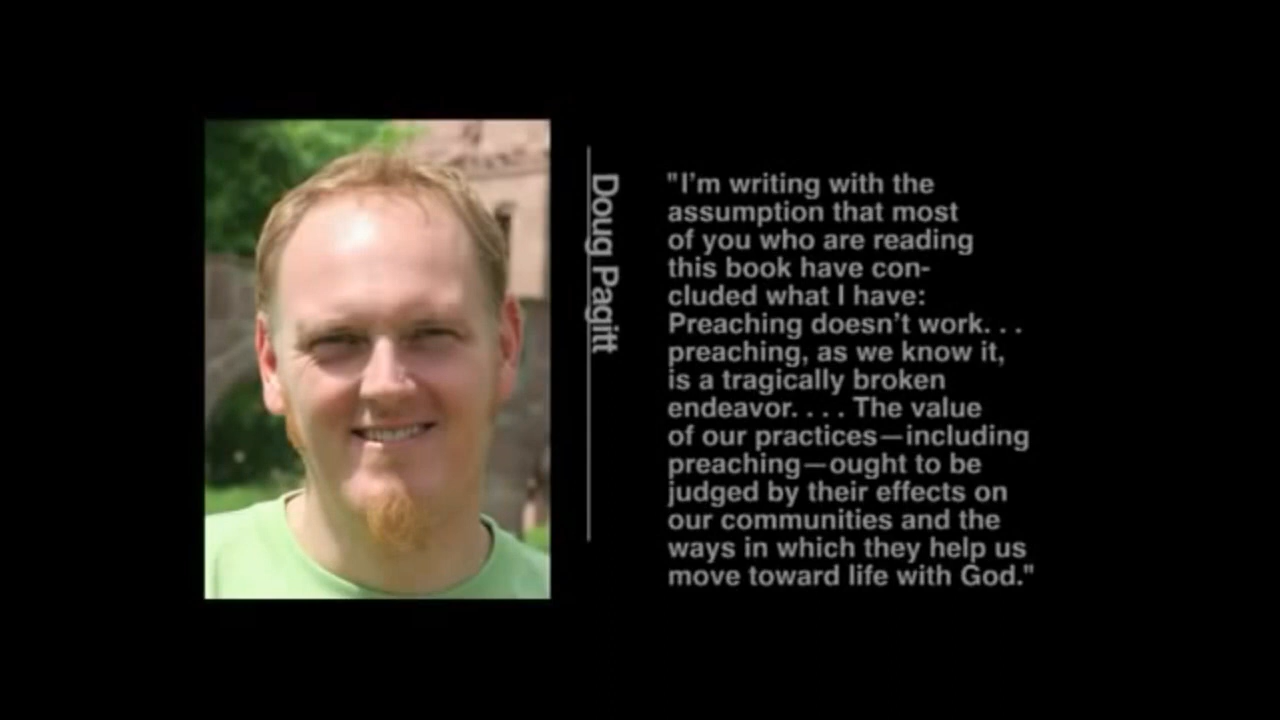 Doug Pagitt
"I'm writing with the
assumption that most
of you who are reading
this book have con-
cluded what I have:
Preaching doesn't work. . .
preaching, as we know it,
is a tragically broken
endeavor. . . . The value
of our practices—including
preaching—ought to be
judged by their effects on
our communities and the
ways in which they help us
move toward life with God."